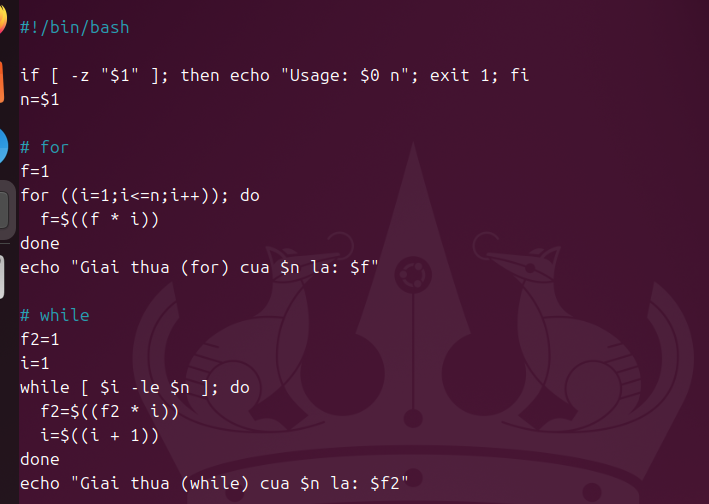 #!/bin/bash
if [ -z "$1" ]; then echo "Usage: $0 n"; exit 1; fi
n=$1
# for
f=1
for ((i=1;i<=n;i++)); do
  f=$((f * i))
done
echo "Giai thua (for) cua $n la: $f"
# while
f2=1
i=1
while [ $i -le $n ]; do
  f2=$((f2 * i))
  i=$((i + 1))
done
echo "Giai thua (while) cua $n la: $f2"